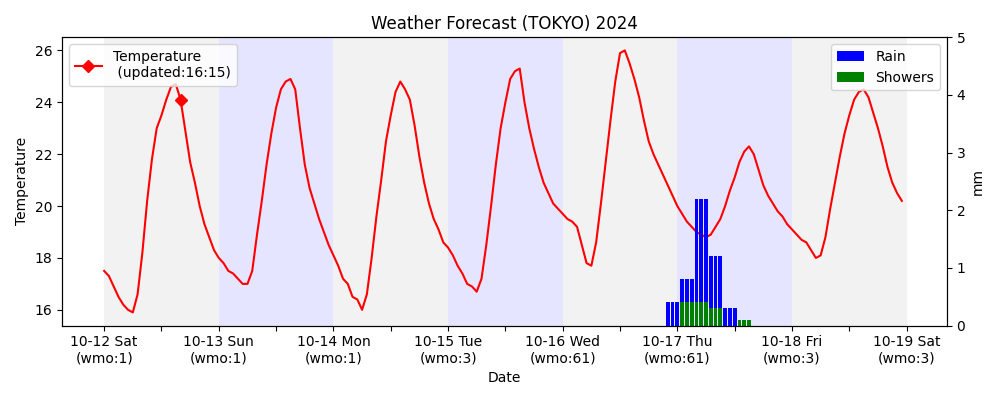 Weather Forecast (TOKYO) 2024
Temperature
(updated:16:15)
Rain
Showers
Temperature
26
24
22
20
18
16
5
4
3
2
1
0
mm
10-12 Sat
(wmo:1)
10-13 Sun
(wmo:1)
10-14 Mon
(wmo:1)
10-15 Tue
(wmo:3)
10-16 Wed
(wmo:61)
10-17 Thu
(wmo:61)
10-18 Fri
(wmo:3)
10-19 Sat
(wmo:3)
Date